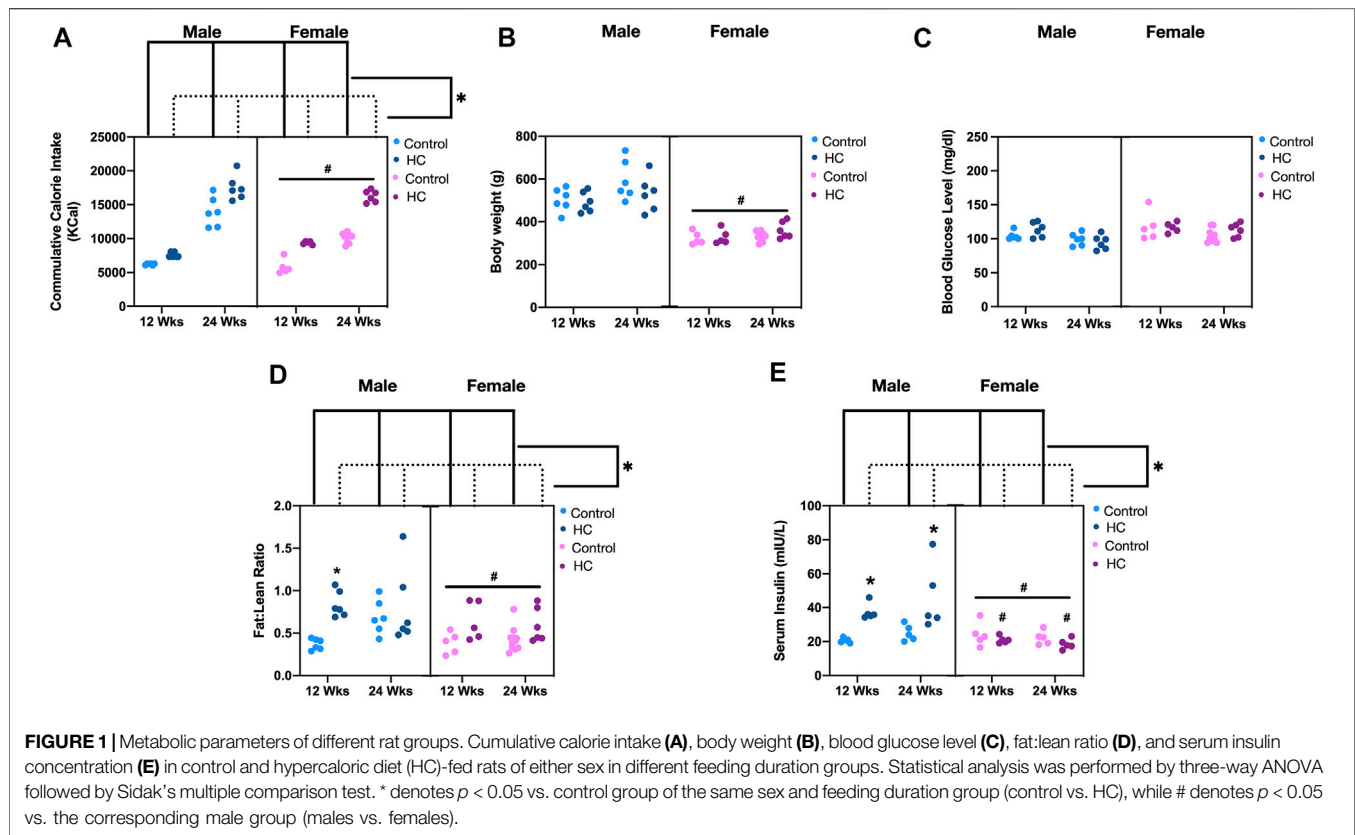 A
Male Female
*
Commulative Calorie Intake
(KCal)
25000
20000
15000
10000
5000
0
#
12 Wks 24 Wks 12 Wks 24 Wks
Control
HC
Control
HC
B
Male Female
Body weight (g)
800
600
400
200
0
#
12 Wks 24 Wks 12 Wks 24 Wks
Control
HC
Control
HC
C
Male Female
Blood Glucose Level (mg/dl)
250
200
150
100
50
0
12 Wks 24 Wks 12 Wks 24 Wks
Control
HC
Control
HC
D
Male Female
*
Fat:Lean Ratio
2.0
1.5
1.0
0.5
0.0
*
#
12 Wks 24 Wks 12 Wks 24 Wks
Control
HC
Control
HC
E
Male Female
*
Serum Insulin (mIU/L)
100
80
60
40
20
0
* *
#
# #
12 Wks 24 Wks 12 Wks 24 Wks
Control
HC
Control
HC
FIGURE 1 | Metabolic parameters of different rat groups. Cumulative calorie intake (A), body weight (B), blood glucose level (C), fat:lean ratio (D), and serum insulin
concentration (E) in control and hypercaloric diet (HC)-fed rats of either sex in different feeding duration groups. Statistical analysis was performed by three-way ANOVA
followed by Sidak's multiple comparison test. * denotes p < 0.05 vs. control group of the same sex and feeding duration group (control vs. HC), while # denotes p < 0.05
vs. the corresponding male group (males vs. females).